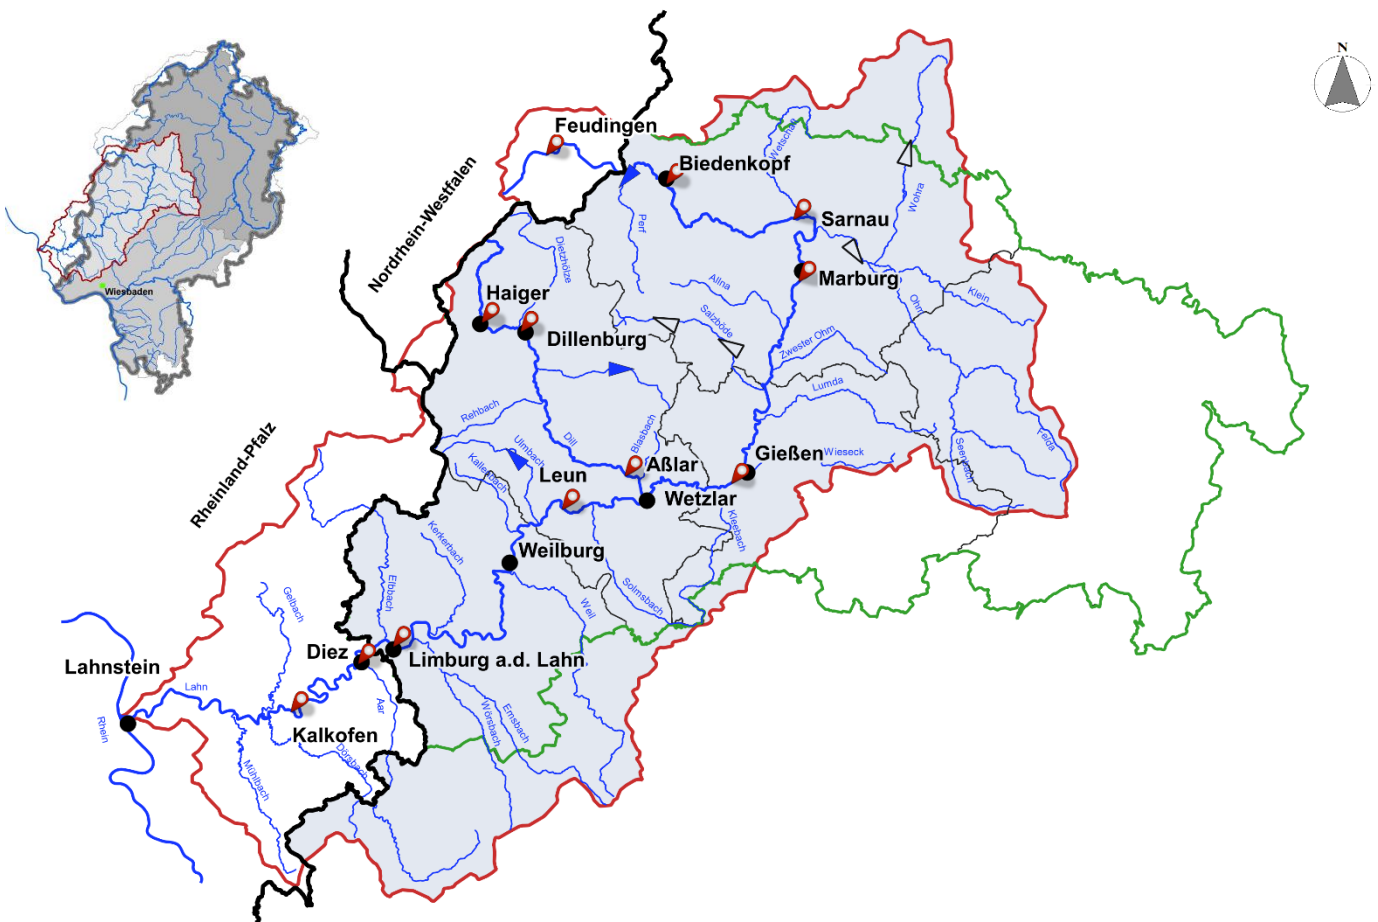 N
Feudingen
Biedenkopf
Wetschaft
Nordrhein-Westfalen
Wohra
Sarnau
Perf
Dietzhölze
Wiesbaden
Marburg
Allna
Klein
Haiger
Ohm
Salzböde
Dillenburg
Zwester Ohm
Lumda
Rehbach
Rheinland-Pfalz
Dill
Blasbach
Ulmbach
Felda
Seenbach
Gießen
Wieseck
Aßlar
Kallenbach
Leun
Wetzlar
Kleebach
Kerkerbach
Weilburg
Elbbach
Solmsbach
Weil
Gelbach
Diez
Limburg a.d. Lahn
Lahnstein
Lahn
Aar
Emsbach
Wörsbach
Rhein
Kalkofen
Dörsbach
Mühlbach